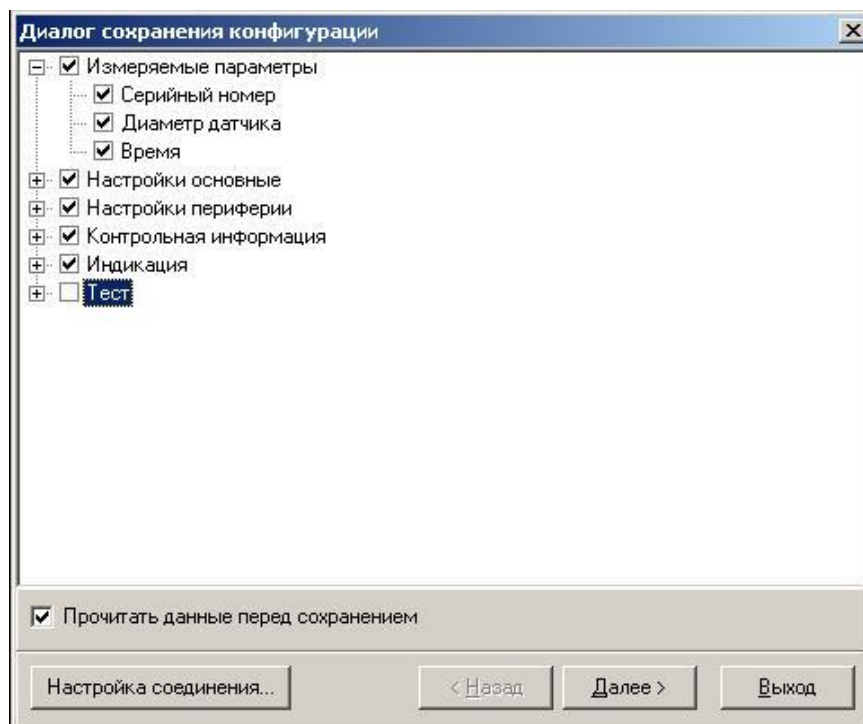 Диалог сохранения конфигурации
Измеряемые параметры
Серийный номер
Диаметр датчика
Время
Настройки основные
Настройки периферии
Контрольная информация
Индикация
Тест
Прочитать данные перед сохранением
Настройка соединения... < Назад Далее > Выход